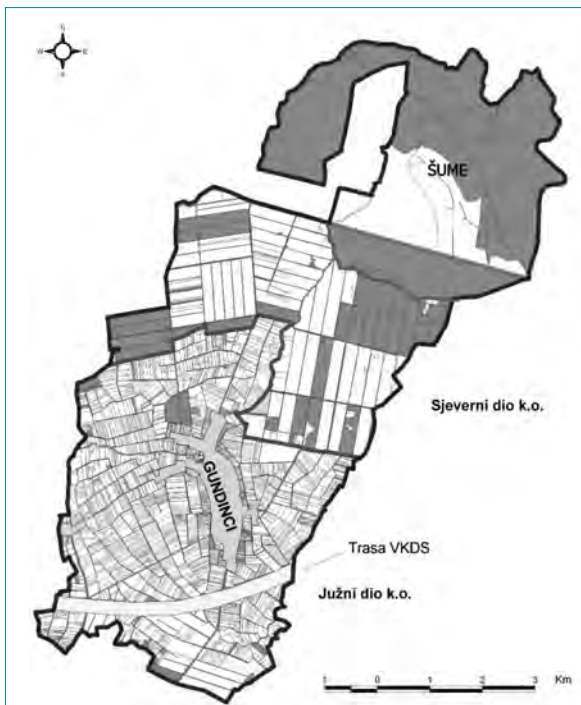 N
W E
S
ŠUME
Sjeverni dio k.o.
GUNDINCI
Trasa VKDS
Južni dio k.o.
1 0 1 2 3 Km